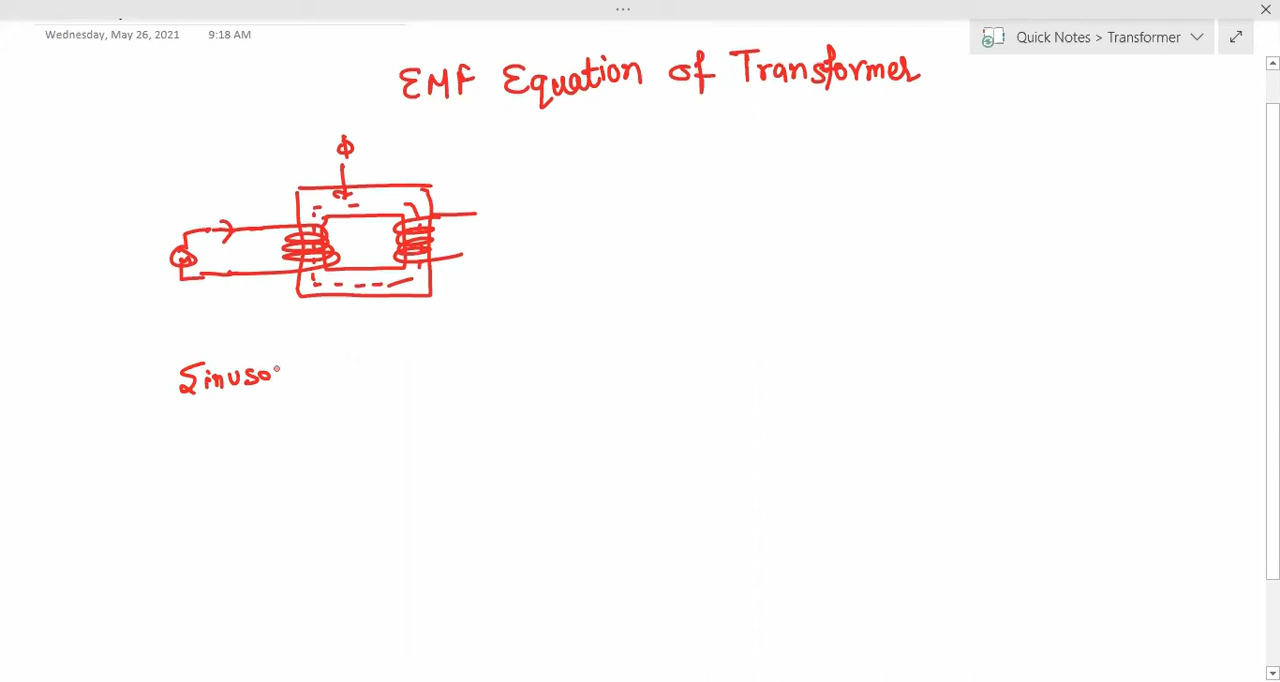 Wednesday, May 26, 2021 9:18 AM
Quick Notes > Transformer
EMF Equation of Transformer
Φ
Sinuso